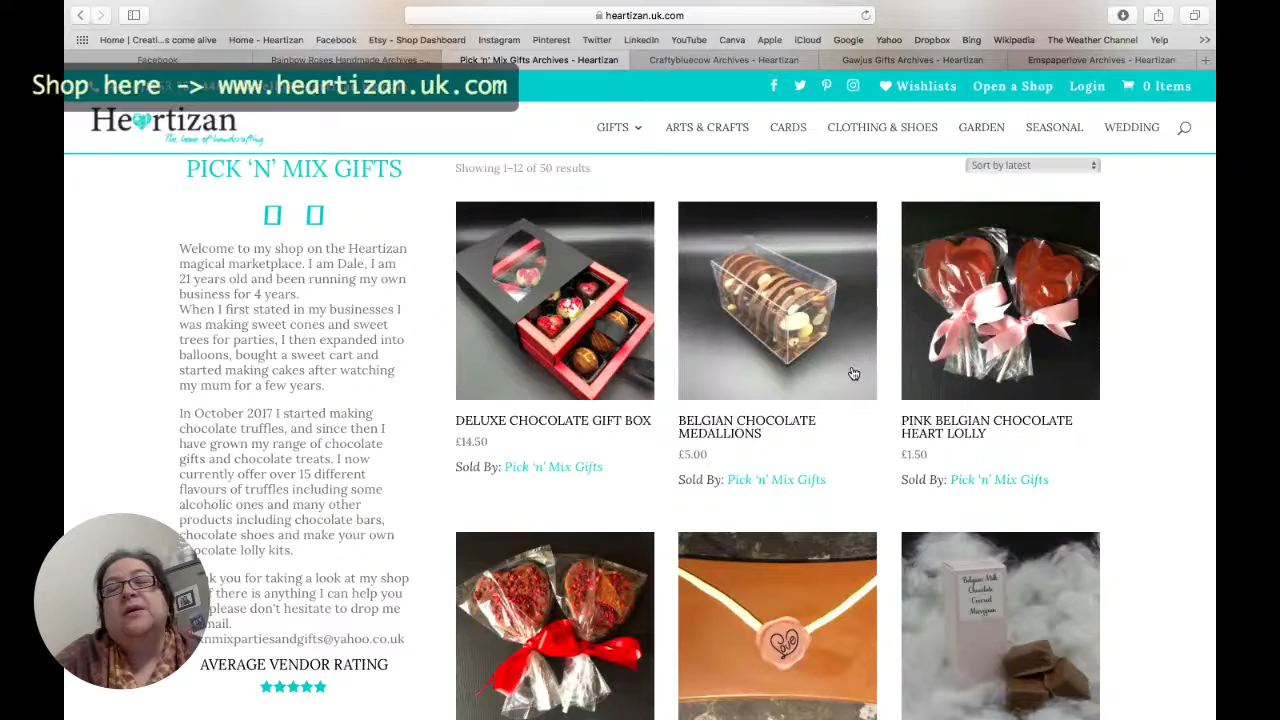 heartizan.uk.com
Home | Creati...s come alive
Home - Heartizan
Facebook
Etsy - Shop Dashboard
Instagram
Pinterest
Twitter
LinkedIn
YouTube
Canva
Apple
iCloud
Google
Yahoo
Dropbox
Bing
Wikipedia
The Weather Channel
Yelp
Facebook
Rainbow Roses Handmade Archives -...
Pick 'n' Mix Gifts Archives - Heartizan
Craftybluecow Archives - Heartizan
Gawjus Gifts Archives - Heartizan
Emspaperlove Archives - Heartizan
Shop here -> www.heartizan.uk.com
Wishlists
Open a Shop
Login
0 Items
Heartizan
The home of handcrafting
GIFTS
ARTS & CRAFTS
CARDS
CLOTHING & SHOES
GARDEN
SEASONAL
WEDDING
PICK ‘N’ MIX GIFTS
Welcome to my shop on the Heartizan
magical marketplace. I am Dale, I am
21 years old and been running my own
business for 4 years.
When I first stated in my businesses I
was making sweet cones and sweet
trees for parties, I then expanded into
balloons, bought a sweet cart and
started making cakes after watching
my mum for a few years.
In October 2017 I started making
chocolate truffles, and since then I
have grown my range of chocolate
gifts and chocolate treats. I now
currently offer over 15 different
flavours of truffles including some
alcoholic ones and many other
products including chocolate bars,
chocolate shoes and make your own
ocolate lolly kits.
k you for taking a look at my shop
f there is anything I can help you
please don't hesitate to drop me
mail.
nmixpartiesandgifts@yahoo.co.uk
AVERAGE VENDOR RATING
Showing 1–12 of 50 results
Sort by latest
DELUXE CHOCOLATE GIFT BOX
£14.50
Sold By: Pick ‘n’ Mix Gifts
BELGIAN CHOCOLATE
MEDALLIONS
£5.00
Sold By: Pick ‘n’ Mix Gifts
PINK BELGIAN CHOCOLATE
HEART LOLLY
£1.50
Sold By: Pick ‘n’ Mix Gifts
Love
Belgian Milk
Chocolate
Covered
Marzipan